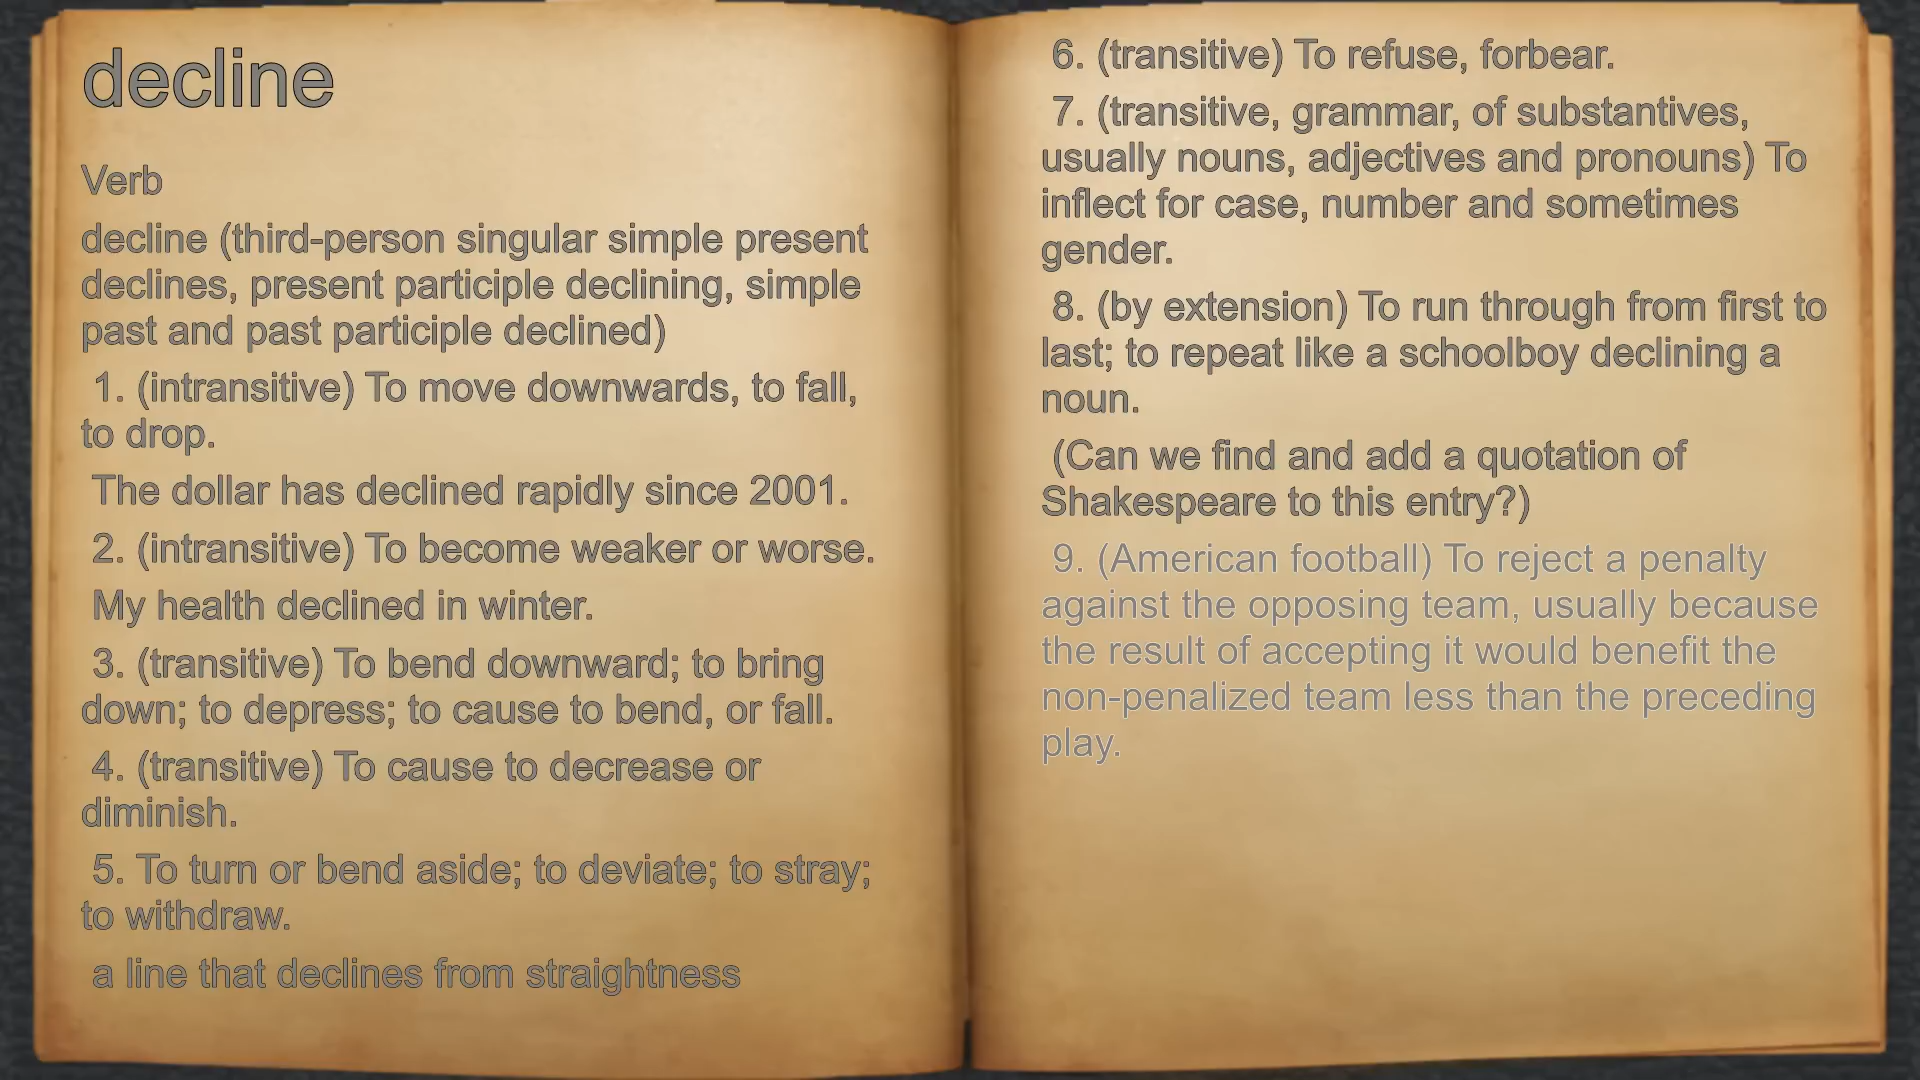 decline
Verb
decline (third-person singular simple present
declines, present participle declining, simple
past and past participle declined)
1. (intransitive) To move downwards, to fall,
to drop.
The dollar has declined rapidly since 2001.
2. (intransitive) To become weaker or worse.
My health declined in winter.
3. (transitive) To bend downward; to bring
down; to depress; to cause to bend, or fall.
4. (transitive) To cause to decrease or
diminish.
5. To turn or bend aside; to deviate; to stray;
to withdraw.
a line that declines from straightness
6. (transitive) To refuse, forbear.
7. (transitive, grammar, of substantives,
usually nouns, adjectives and pronouns) To
inflect for case, number and sometimes
gender.
8. (by extension) To run through from first to
last; to repeat like a schoolboy declining a
noun.
(Can we find and add a quotation of
Shakespeare to this entry?)
9. (American football) To reject a penalty
against the opposing team, usually because
the result of accepting it would benefit the
non-penalized team less than the preceding
play.